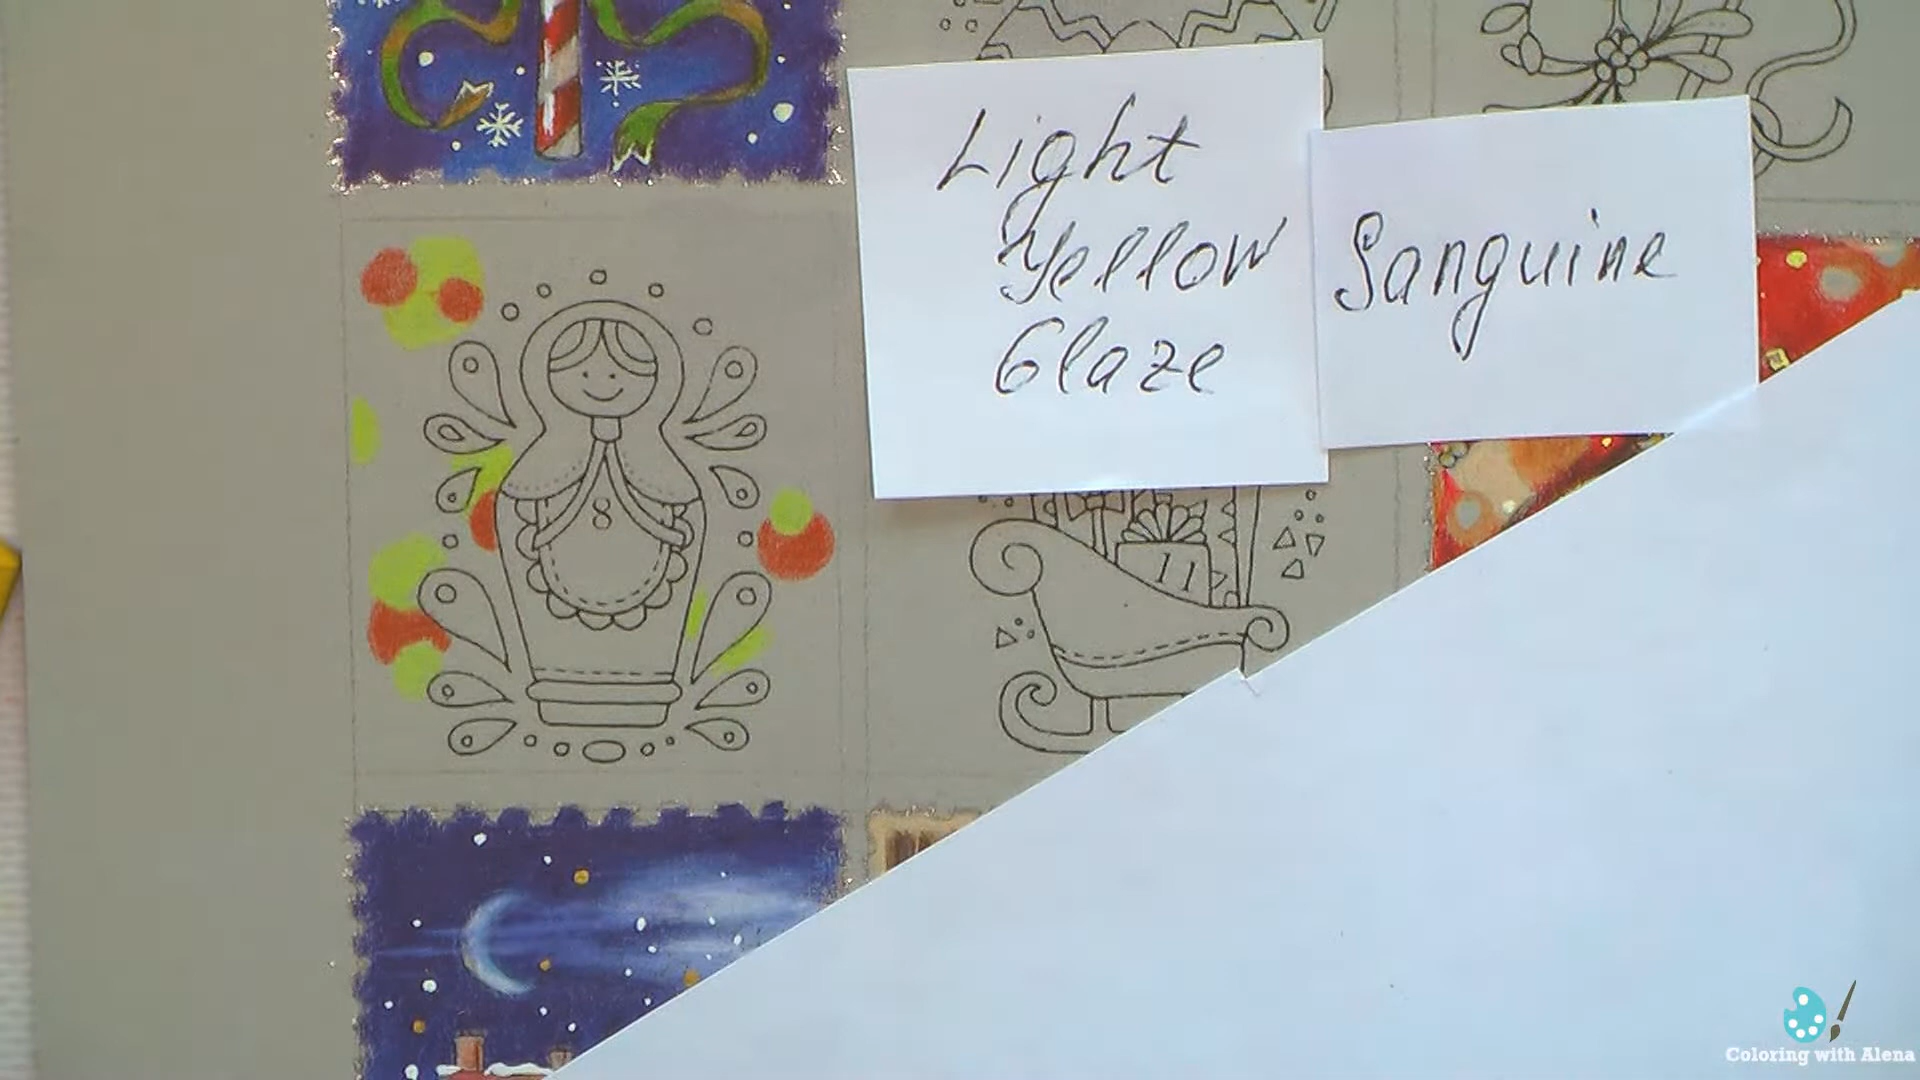 Light
Yellow
Glaze
Sanguine
8
11
Coloring with Alena